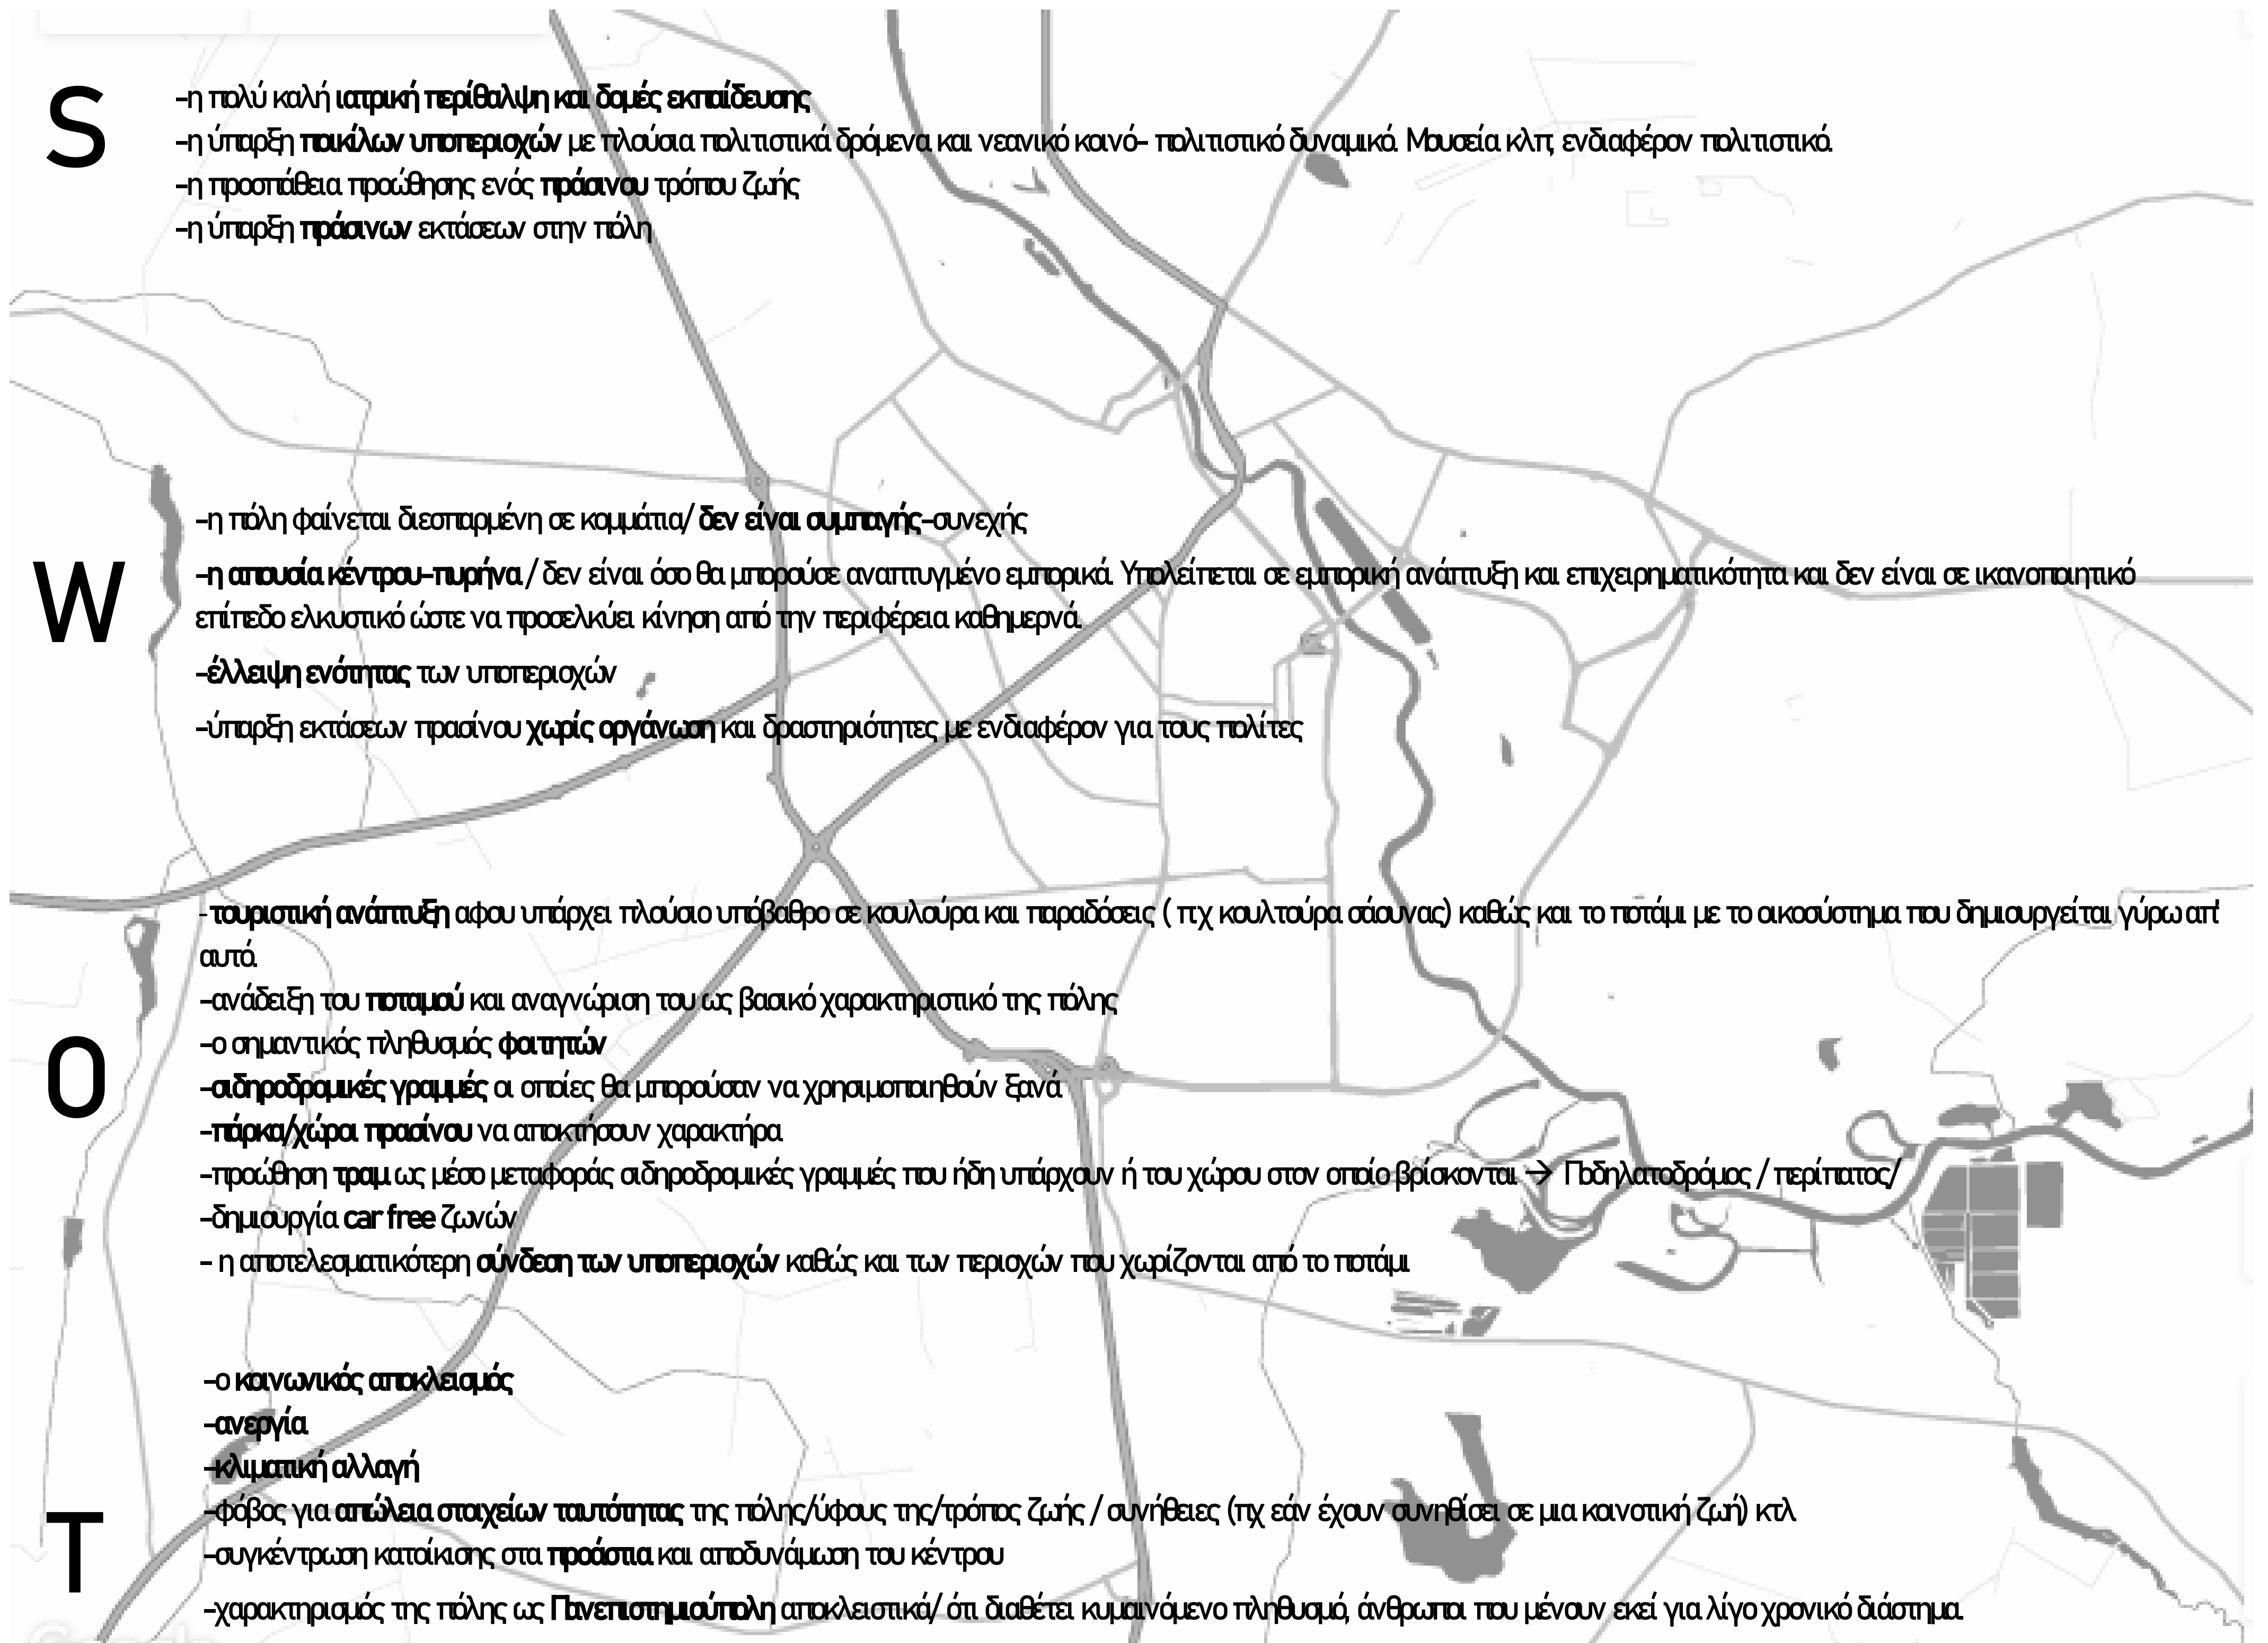 S
-η πολύ καλή ιατρική περίθαλψη και δομές εκπαίδευσης
-η ύπαρξη ποικίλων υποπεριοχών με πλούσια πολιτιστικά δρόμενα και νεανικό κοινό- πολιτιστικό δυναμικό. Μουσεία κλπ, ενδιαφέρον πολιτιστικό.
-η προσπάθεια προώθησης ενός πράσινου τρόπου ζωής
-η ύπαρξη πράσινων εκτάσεων στην πόλη
W
-η πόλη φαίνεται διεσπαρμένη σε κομμάτια/ δεν είναι συμπαγής-συνεχής
-η απουσία κέντρου-πυρήνα / δεν είναι όσο θα μπορούσε αναπτυγμένο εμπορικά. Υπολείπεται σε εμπορική ανάπτυξη και επιχειρηματικότητα και δεν είναι σε ικανοποιητικό
επίπεδο ελκυστικό ώστε να προσελκύει κίνηση από την περιφέρεια καθημερνά.
-έλλειψη ενότητας των υποπεριοχών
-ύπαρξη εκτάσεων πρασίνου χωρίς οργάνωση και δραστηριότητες με ενδιαφέρον για τους πολίτες
O
-τουριστική ανάπτυξη αφου υπάρχει πλούσιο υπόβαθρο σε κουλούρα και παραδόσεις ( πχ κουλτούρα σάουνας) καθώς και το ποτάμι με το οικοσύστημα που δημιουργείται γύρω απ'
αυτό.
-ανάδειξη του ποταμού και αναγνώριση του ως βασικό χαρακτηριστικό της πόλης
-ο σημαντικός πληθυσμός φοιτητών
-σιδηροδρομικές γραμμές οι οποίες θα μπορούσαν να χρησιμοποιηθούν ξανά
-πάρκα/χώροι πρασίνου να αποκτήσουν χαρακτήρα
-προώθηση τραμ ως μέσο μεταφοράς σιδηροδρομικές γραμμές που ήδη υπάρχουν ή του χώρου στον οποίο βρίσκονται → Ποδηλατοδρόμος / περίπατος/
-δημιουργία car free ζωνών
- η αποτελεσματικότερη σύνδεση των υποπεριοχών καθώς και των περιοχών που χωρίζονται από το ποτάμι
T
-ο κοινωνικός αποκλεισμός
-ανεργία
-κλιματική αλλαγή
-φόβος για απώλεια στοιχείων ταυτότητας της πόλης/ύφους της/τρόπος ζωής / συνήθειες (πχ εάν έχουν συνηθίσει σε μια κοινοτική ζωή) κτλ.
-συγκέντρωση κατοίκισης στα προάστια και αποδυνάμωση του κέντρου
-χαρακτηρισμός της πόλης ως Πανεπιστημιούπολη αποκλειστικά/ ότι διαθέτει κυμαινόμενο πληθυσμό, άνθρωποι που μένουν εκεί για λίγο χρονικό διάστημα.